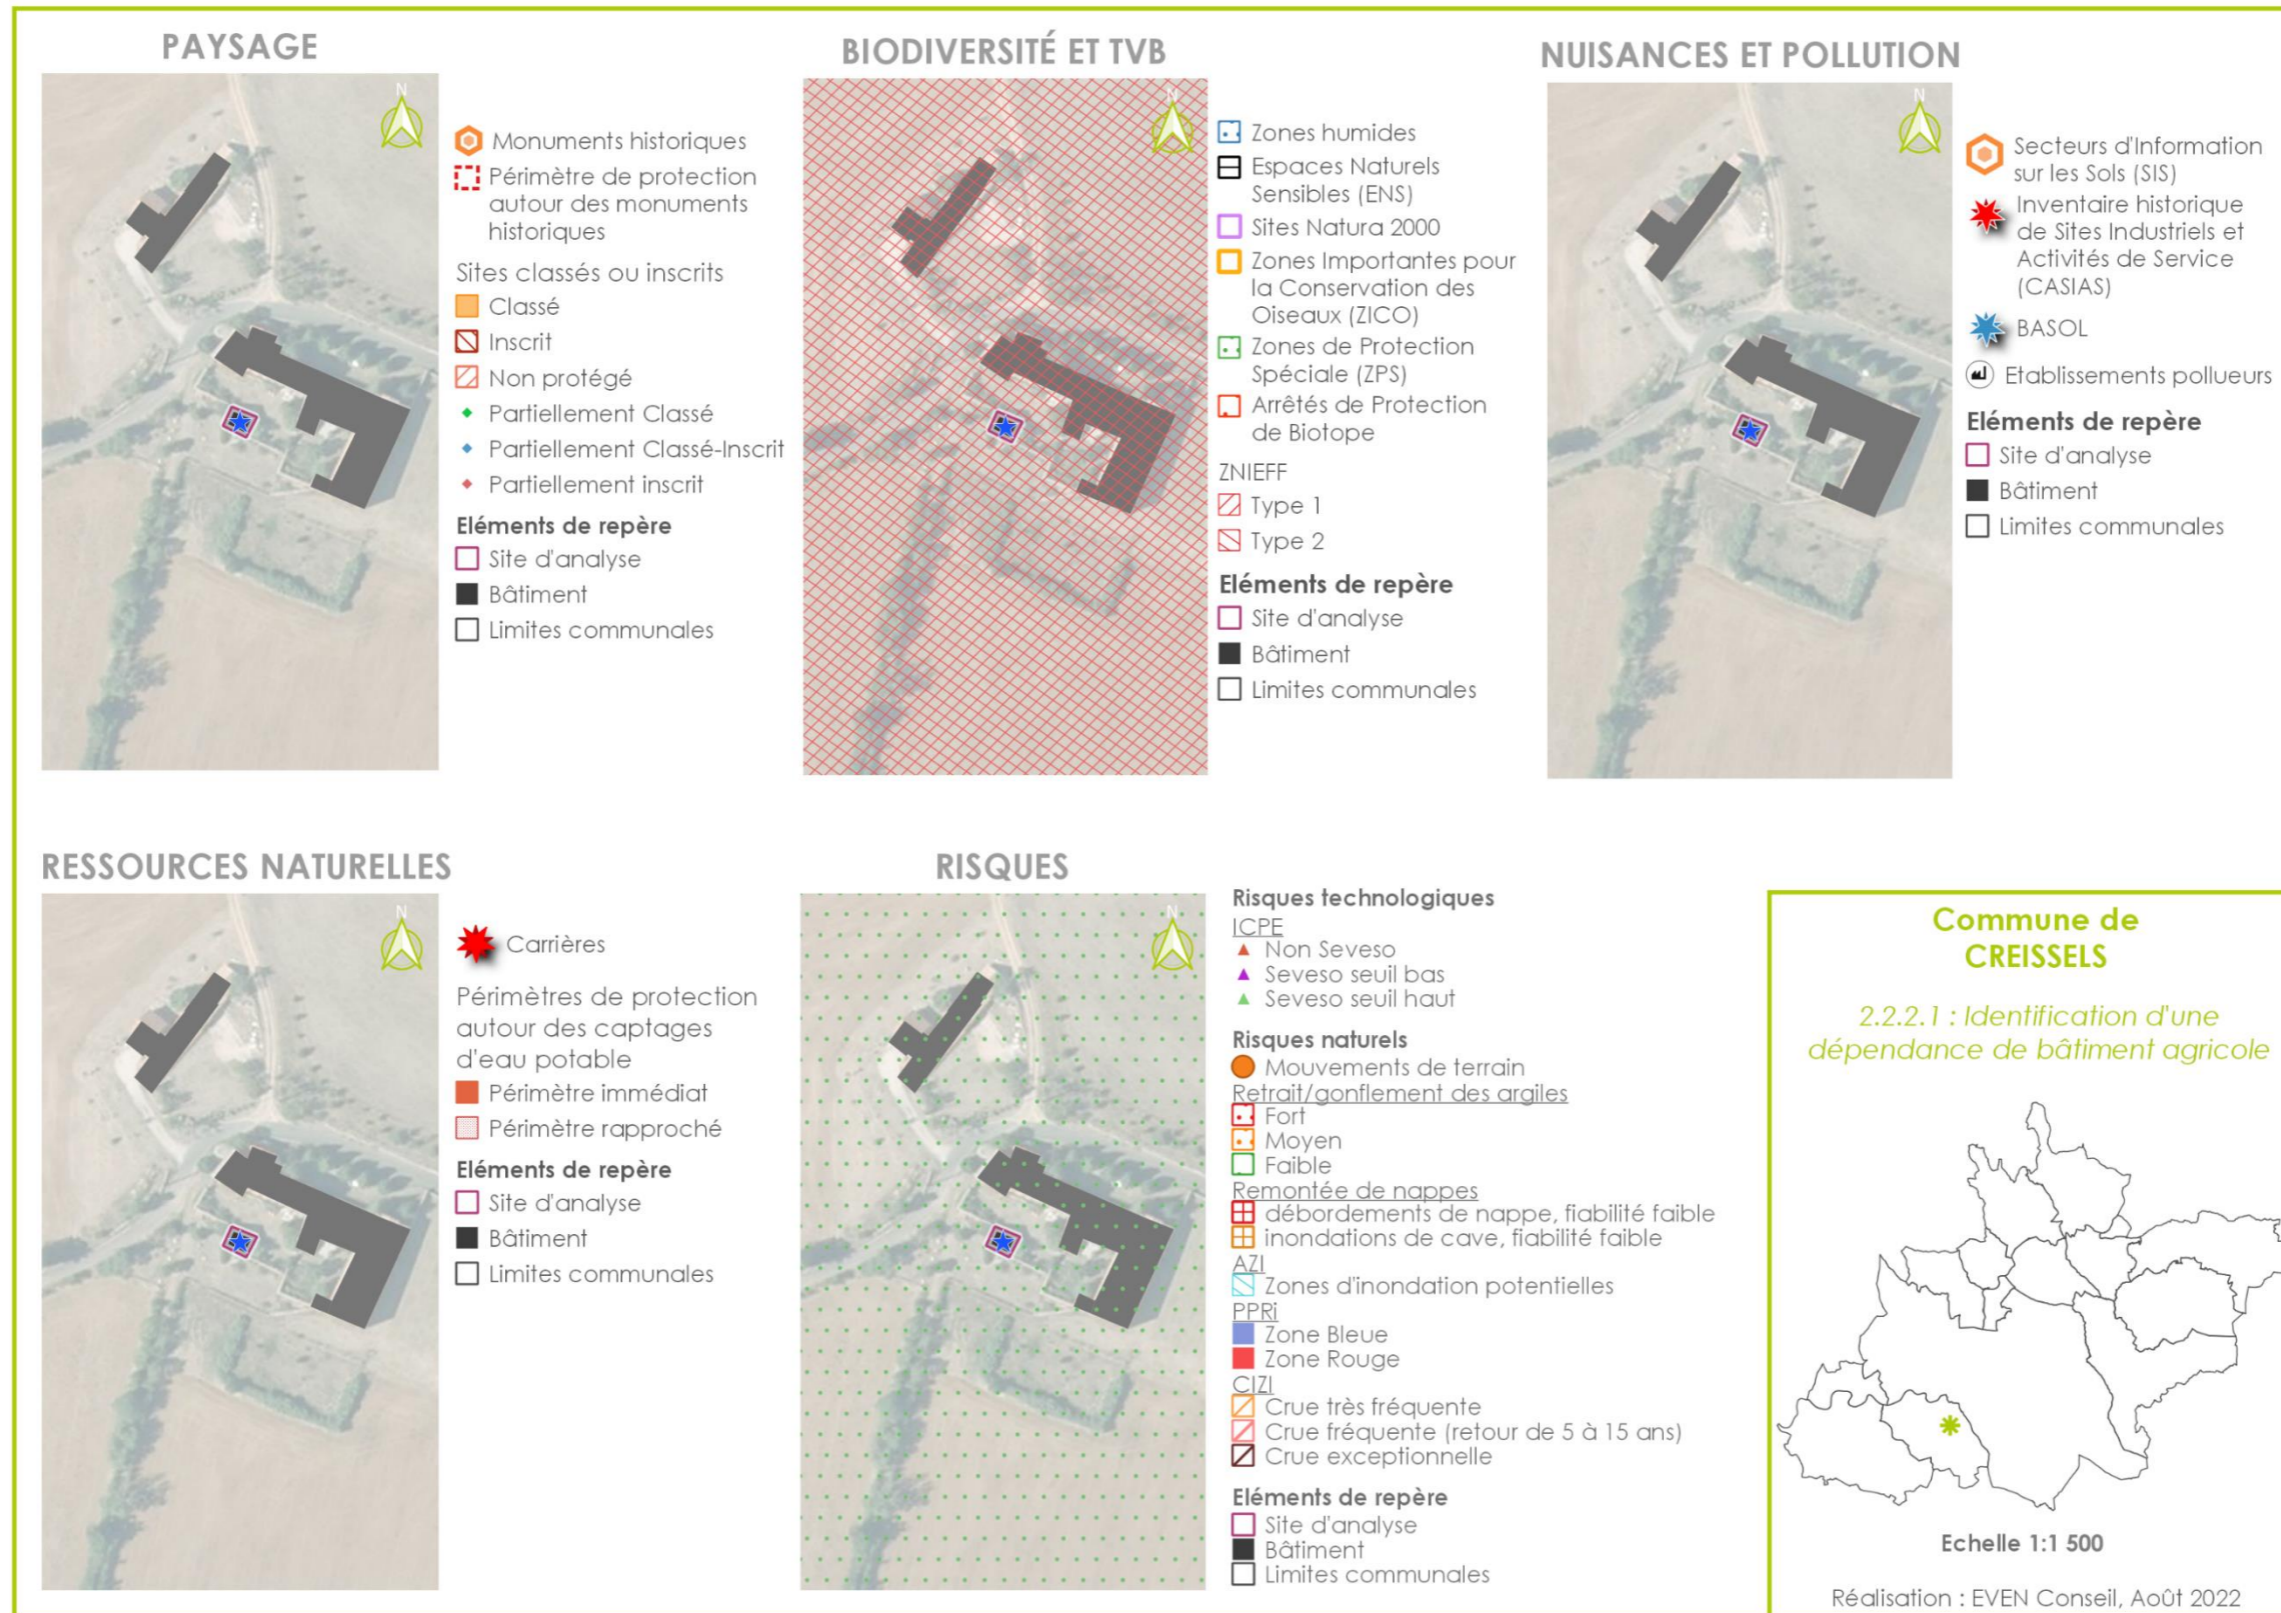 PAYSAGE
N
Monuments historiques
Périmètre de protection
autour des monuments
historiques
Sites classés ou inscrits
Classé
Inscrit
Non protégé
Partiellement Classé
Partiellement Classé-Inscrit
Partiellement inscrit
Eléments de repère
Site d'analyse
Bâtiment
Limites communales
BIODIVERSITÉ ET TVB
N
Zones humides
Espaces Naturels
Sensibles (ENS)
Sites Natura 2000
Zones Importantes pour
la Conservation des
Oiseaux (ZICO)
Zones de Protection
Spéciale (ZPS)
Arrêtés de Protection
de Biotope
ZNIEFF
Type 1
Type 2
Eléments de repère
Site d'analyse
Bâtiment
Limites communales
NUISANCES ET POLLUTION
N
Secteurs d'Information
sur les Sols (SIS)
Inventaire historique
de Sites Industriels et
Activités de Service
(CASIAS)
BASOL
Etablissements pollueurs
Eléments de repère
Site d'analyse
Bâtiment
Limites communales
RESSOURCES NATURELLES
N
Carrières
Périmètres de protection
autour des captages
d'eau potable
Périmètre immédiat
Périmètre rapproché
Eléments de repère
Site d'analyse
Bâtiment
Limites communales
RISQUES
N
Risques technologiques
ICPE
Non Seveso
Seveso seuil bas
Seveso seuil haut
Risques naturels
Mouvements de terrain
Retrait/gonflement des argiles
Fort
Moyen
Faible
Remontée de nappes
débordements de nappe, fiabilité faible
inondations de cave, fiabilité faible
AZI
Zones d'inondation potentielles
PPRi
Zone Bleue
Zone Rouge
CIZI
Crue très fréquente
Crue fréquente (retour de 5 à 15 ans)
Crue exceptionnelle
Eléments de repère
Site d'analyse
Bâtiment
Limites communales
Commune de
CREISSELS
2.2.2.1 : Identification d'une
dépendance de bâtiment agricole
Echelle 1:1 500
Réalisation : EVEN Conseil, Août 2022